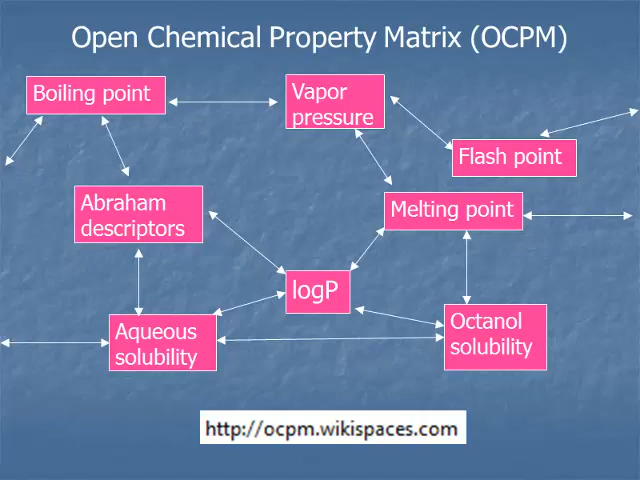 Open Chemical Property Matrix (OCPM)
Boiling point
Vapor
pressure
Flash point
Abraham
descriptors
Melting point
logP
Aqueous
solubility
Octanol
solubility
http://ocpm.wikispaces.com